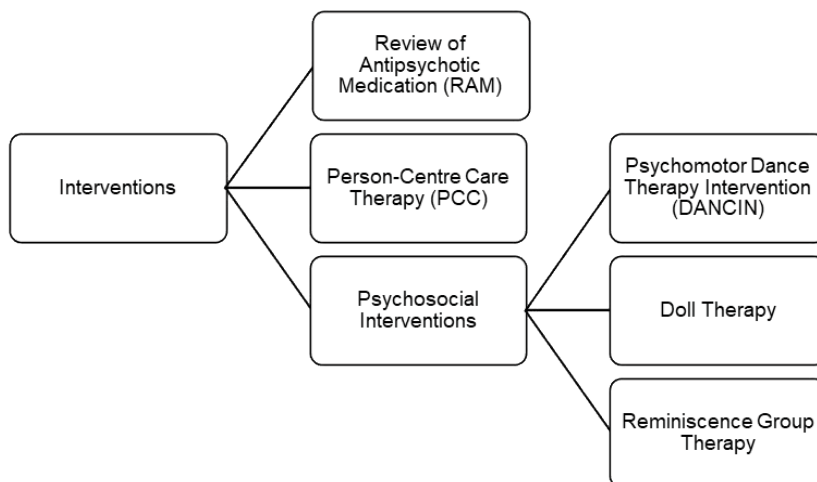 Review of
Antipsychotic
Medication (RAM)
Interventions
Person-Centre Care
Therapy (PCC)
Psychosocial
Interventions
Psychomotor Dance
Therapy Intervention
(DANCIN)
Doll Therapy
Reminiscence Group
Therapy